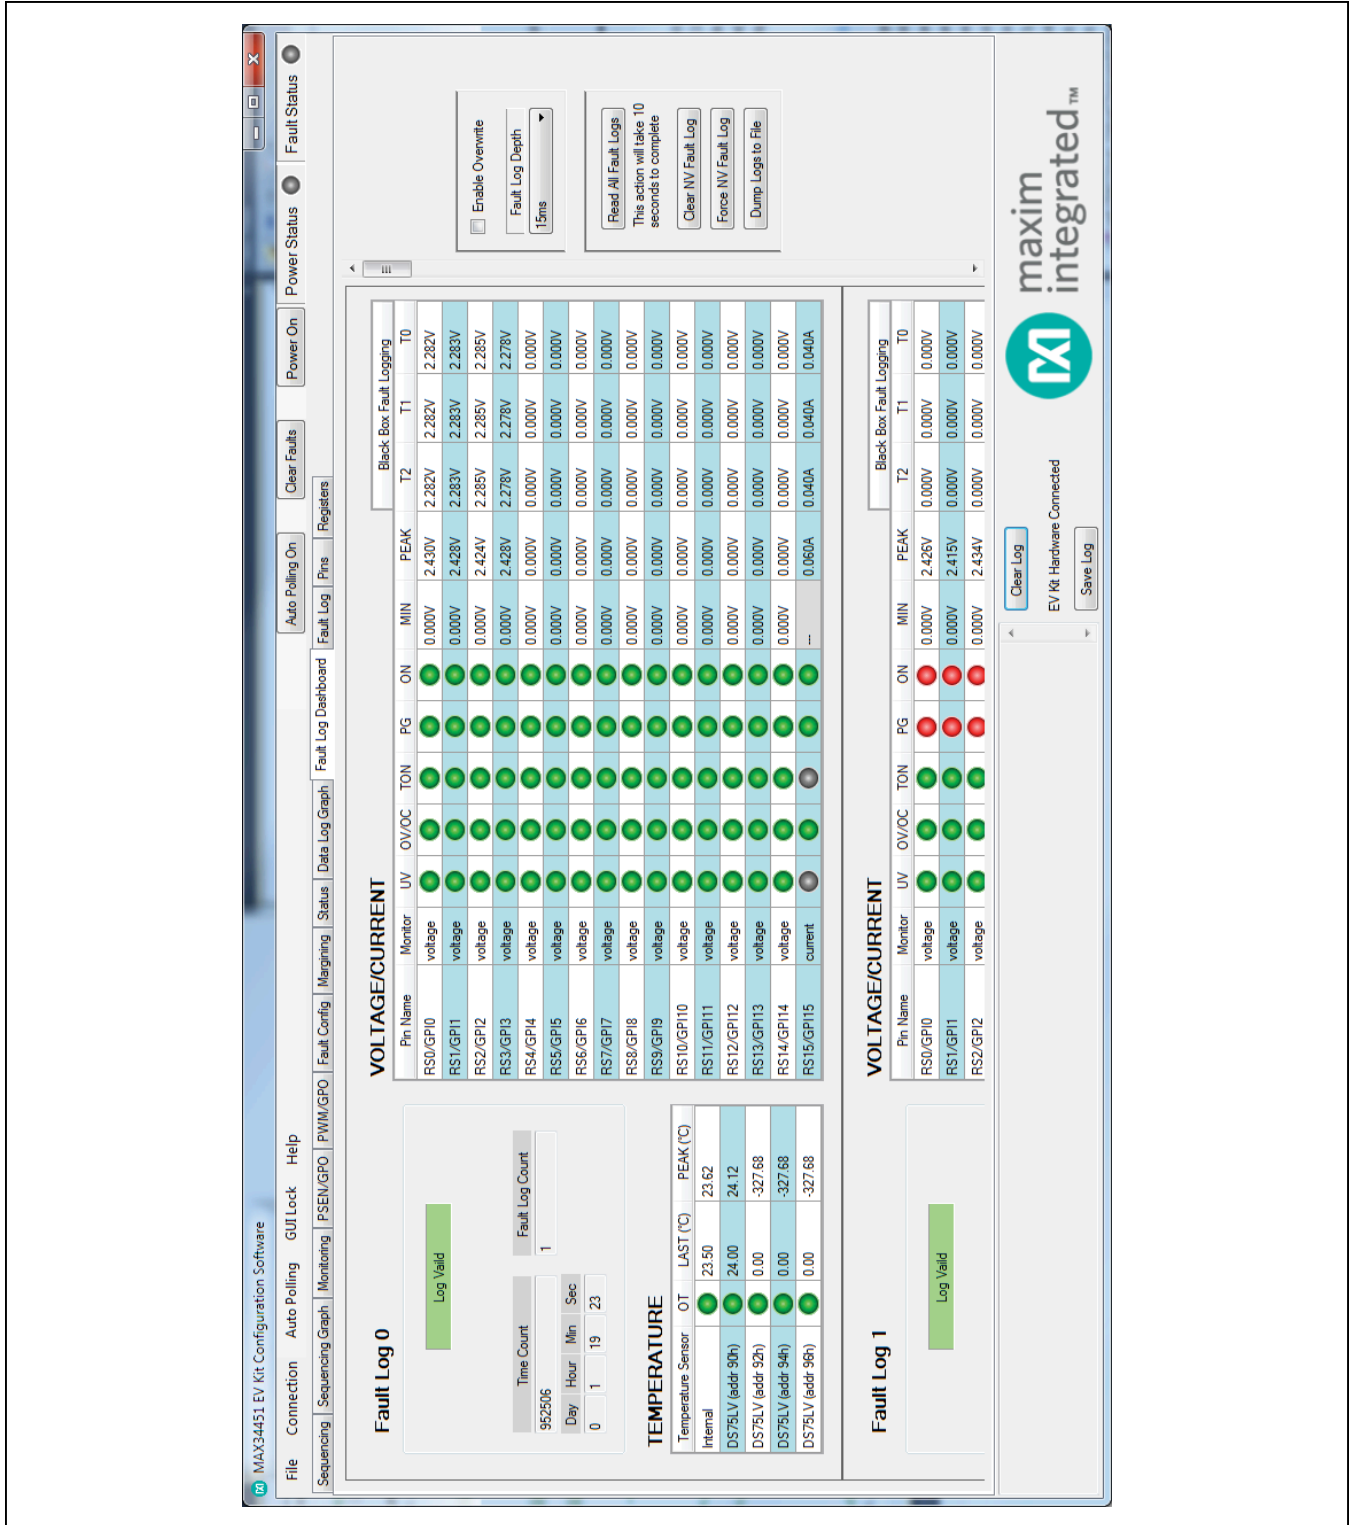 MAX34451 EV Kit Configuration Software
File Connection Auto Polling GUI Lock Help
Auto Polling On Clear Faults Power On Power Status Fault Status
Sequencing Sequencing Graph Monitoring PSEN/GPO PWM/GPO Fault Config Margining Status Data Log Graph Fault Log Dashboard Fault Log Pins Registers
Fault Log 0
Log Vaild
Time Count Fault Log Count
952506 1
Day Hour Min Sec
0 1 19 23
TEMPERATURE
Temperature Sensor OT LAST (°C) PEAK (°C)
Internal 23.50 23.62
DS75LV (addr 90h) 24.00 24.12
DS75LV (addr 92h) 0.00 -327.68
DS75LV (addr 94h) 0.00 -327.68
DS75LV (addr 96h) 0.00 -327.68
VOLTAGE/CURRENT
Black Box Fault Logging
Pin Name Monitor UV OV/OC TON PG ON MIN PEAK T2 T1 T0
RS0/GPI0 voltage 0.000V 2.430V 2.282V 2.282V 2.282V
RS1/GPI1 voltage 0.000V 2.428V 2.283V 2.283V 2.283V
RS2/GPI2 voltage 0.000V 2.424V 2.285V 2.285V 2.285V
RS3/GPI3 voltage 0.000V 2.428V 2.278V 2.278V 2.278V
RS4/GPI4 voltage 0.000V 0.000V 0.000V 0.000V 0.000V
RS5/GPI5 voltage 0.000V 0.000V 0.000V 0.000V 0.000V
RS6/GPI6 voltage 0.000V 0.000V 0.000V 0.000V 0.000V
RS7/GPI7 voltage 0.000V 0.000V 0.000V 0.000V 0.000V
RS8/GPI8 voltage 0.000V 0.000V 0.000V 0.000V 0.000V
RS9/GPI9 voltage 0.000V 0.000V 0.000V 0.000V 0.000V
RS10/GPI10 voltage 0.000V 0.000V 0.000V 0.000V 0.000V
RS11/GPI11 voltage 0.000V 0.000V 0.000V 0.000V 0.000V
RS12/GPI12 voltage 0.000V 0.000V 0.000V 0.000V 0.000V
RS13/GPI13 voltage 0.000V 0.000V 0.000V 0.000V 0.000V
RS14/GPI14 voltage 0.000V 0.000V 0.000V 0.000V 0.000V
RS15/GPI15 current --- 0.060A 0.040A 0.040A 0.040A
Enable Overwrite
Fault Log Depth
15ms
Read All Fault Logs
This action will take 10
seconds to complete
Clear NV Fault Log
Force NV Fault Log
Dump Logs to File
Fault Log 1
Log Vaild
VOLTAGE/CURRENT
Black Box Fault Logging
Pin Name Monitor UV OV/OC TON PG ON MIN PEAK T2 T1 T0
RS0/GPI0 voltage 0.000V 2.426V 0.000V 0.000V 0.000V
RS1/GPI1 voltage 0.000V 2.415V 0.000V 0.000V 0.000V
RS2/GPI2 voltage 0.000V 2.434V 0.000V 0.000V 0.000V
Clear Log
EV Kit Hardware Connected
Save Log
maxim
integrated™